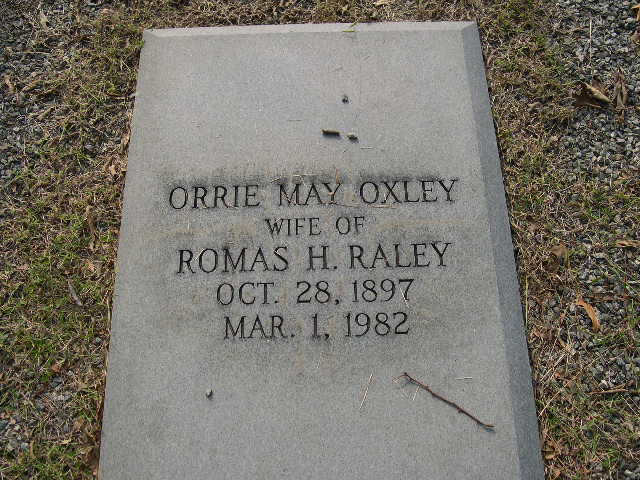 ORRIE MAY OXLEY
WIFE OF
ROMAS H. RALEY
OCT. 28, 1897
MAR. 1, 1982